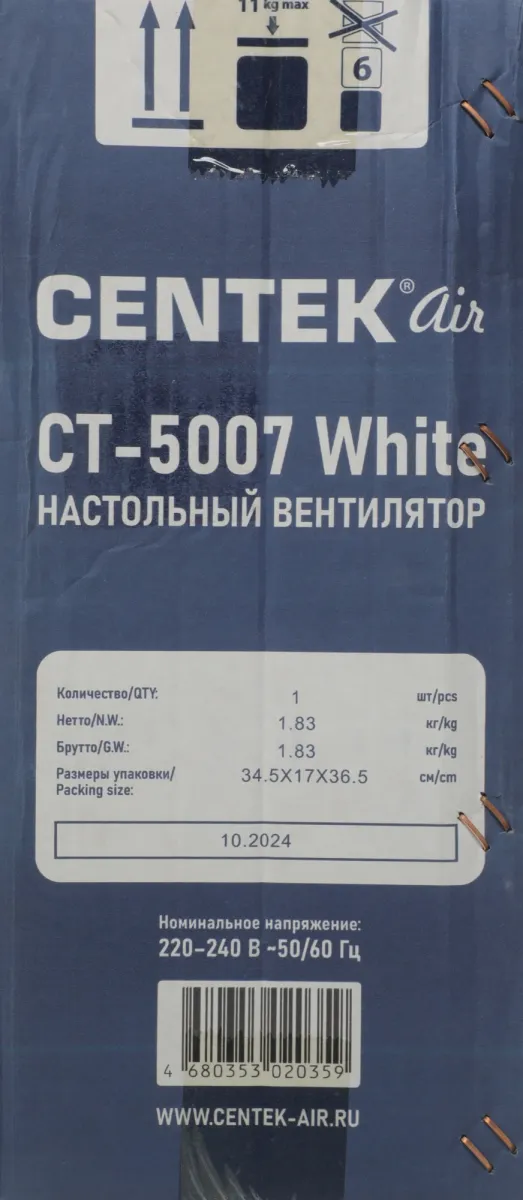 11 kg max
6
CENTEK® air
CT-5007 White
НАСТОЛЬНЫЙ ВЕНТИЛЯТОР
Количество/QTY: 1 шт/pcs
Нетто/N.W.: 1.83 кг/kg
Брутто/G.W.: 1.83 кг/kg
Размеры упаковки/ 34.5X17X36.5 см/cm
Packing size:
10.2024
Номинальное напряжение:
220-240 В ~50/60 Гц
4 680353 020359
WWW.CENTEK-AIR.RU